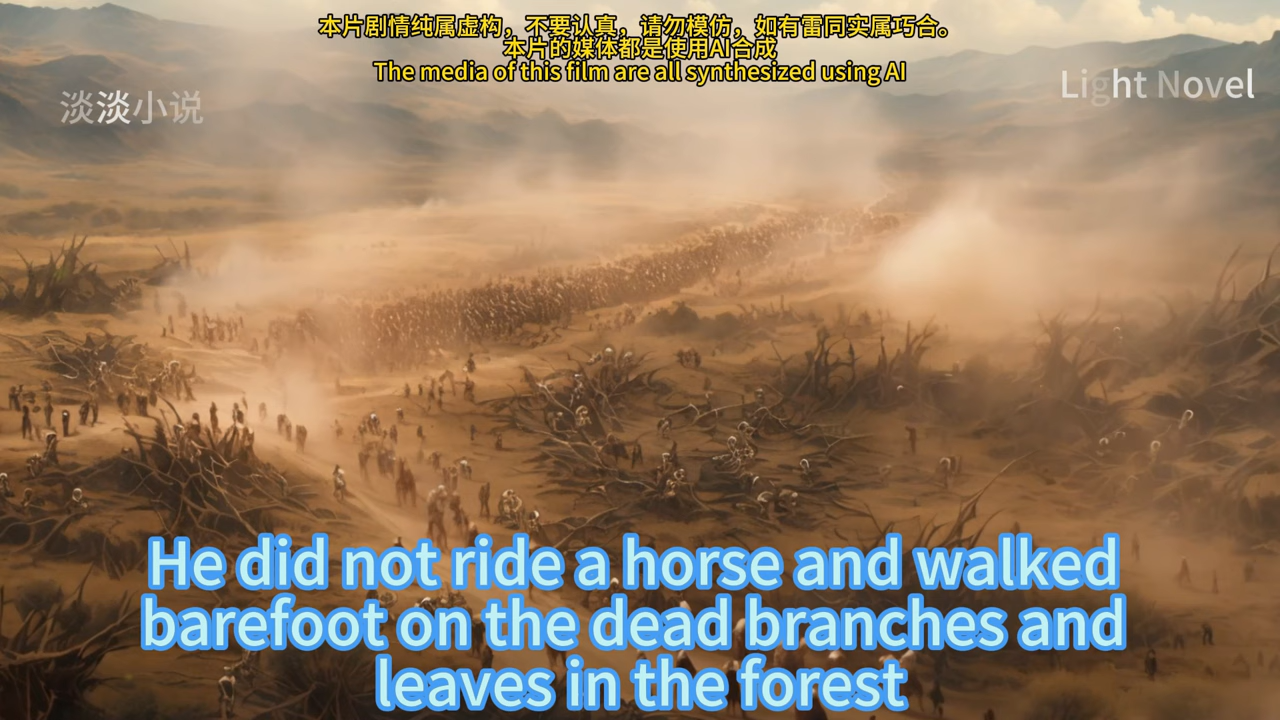 本片剧情纯属虚构，不要认真，请勿模仿，如有雷同实属巧合。
本片的媒体都是使用AI合成
The media of this film are all synthesized using AI
淡淡小说
Light Novel
He did not ride a horse and walked
barefoot on the dead branches and
leaves in the forest